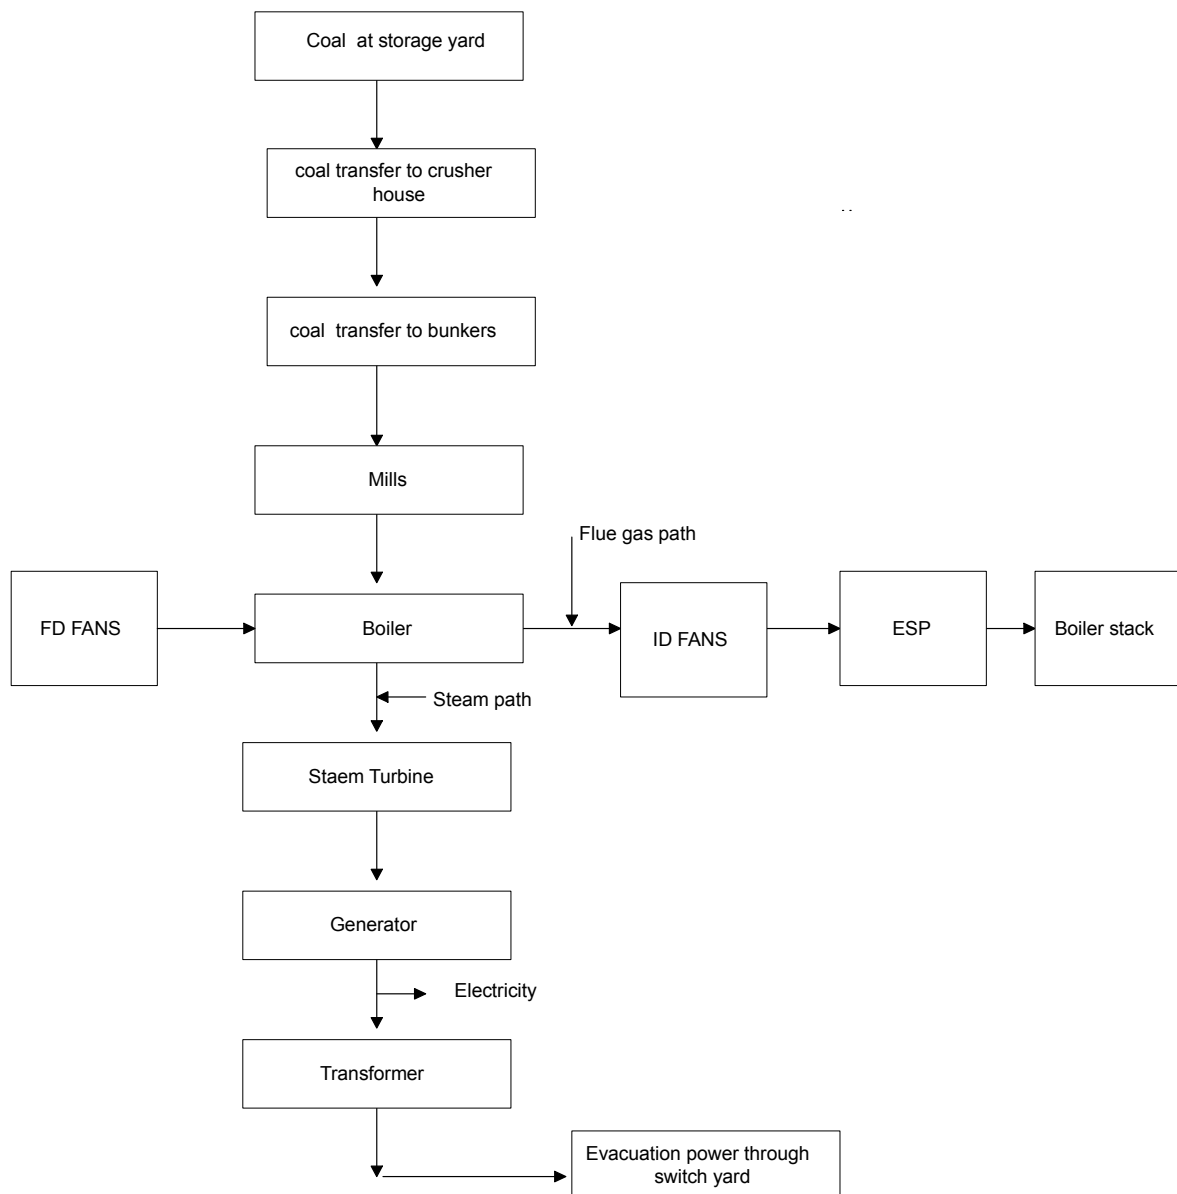 Coal at storage yard
coal transfer to crusher
house
coal transfer to bunkers
Mills
Flue gas path
FD FANS
Boiler
ID FANS
ESP
Boiler stack
Steam path
Staem Turbine
Generator
Electricity
Transformer
Evacuation power through
switch yard